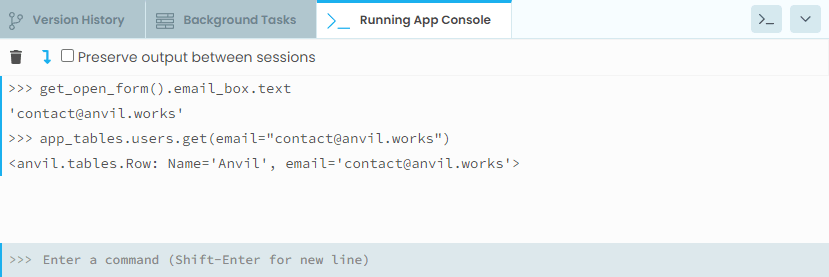 Version History
Background Tasks
Running App Console
Preserve output between sessions
>>> get_open_form().email_box.text
'contact@anvil.works'
>>> app_tables.users.get(email="contact@anvil.works")
<anvil.tables.Row: Name='Anvil', email='contact@anvil.works'>
>>> Enter a command (Shift-Enter for new line)